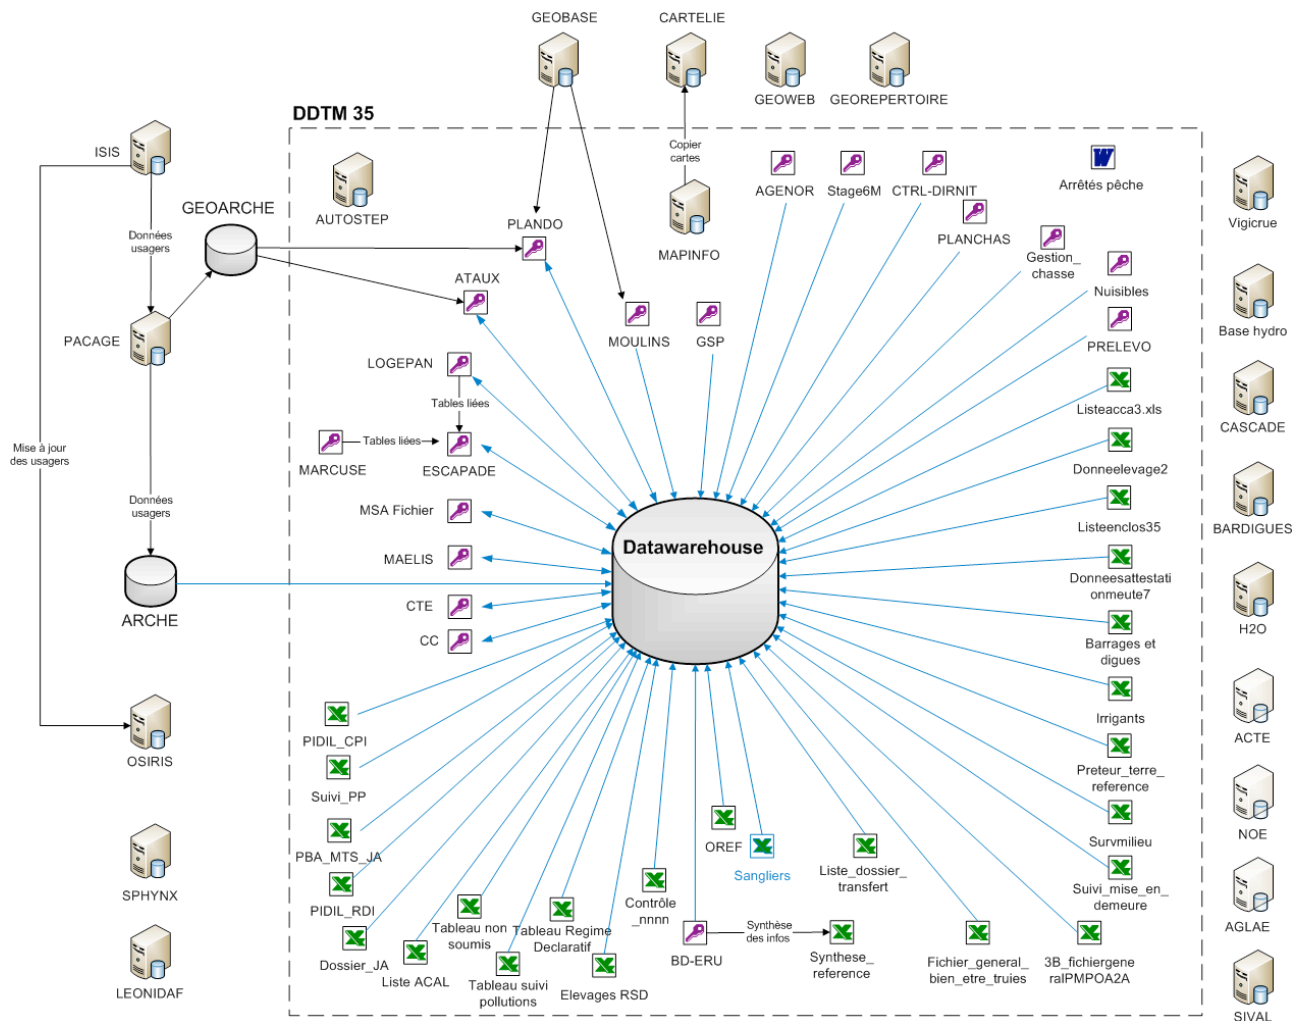 GEOBASE
CARTELIE
GEOWEB
GEOREPERTOIRE
DDTM 35
ISIS
AUTOSTEP
Copier
cartes
MAPINFO
AGENOR
Stage6M
CTRL-DIRNIT
Arrêtés pêche
Vigicrue
GEOARCHE
Données
usagers
PLANDO
PLANCHAS
Gestion_
chasse
ATAUX
Nuisibles
PACAGE
MOULINS
GSP
PRELEVO
Base hydro
LOGEPAN
Tables liées
Listeacca3.xls
CASCADE
Mise à jour
des usagers
MARCUSE
Tables liées
ESCAPADE
Donneelevage2
Données
usagers
MSA Fichier
Listeenclos35
BARDIGUES
Datawarehouse
MAELIS
Donneesattestati
onmeute7
ARCHE
CTE
CC
Barrages et
digues
H2O
Irrigants
PIDIL_CPI
OSIRIS
Suivi_PP
Preteur_terre_
reference
ACTE
PBA_MTS_JA
OREF
Sangliers
Liste_dossier_
transfert
Survmilieu
NOE
SPHYNX
PIDIL_RDI
Contrôle
_nnnn
Suivi_mise_en_
demeure
AGLAE
Tableau non
soumis
Tableau Regime
Declaratif
Dossier_JA
Liste ACAL
Tableau suivi
pollutions
Elevages RSD
BD-ERU
Synthèse
des infos
Synthese_
reference
Fichier_general_
bien_etre_truies
3B_fichiergene
ralPMPOA2A
LEONIDAF
SIVAL